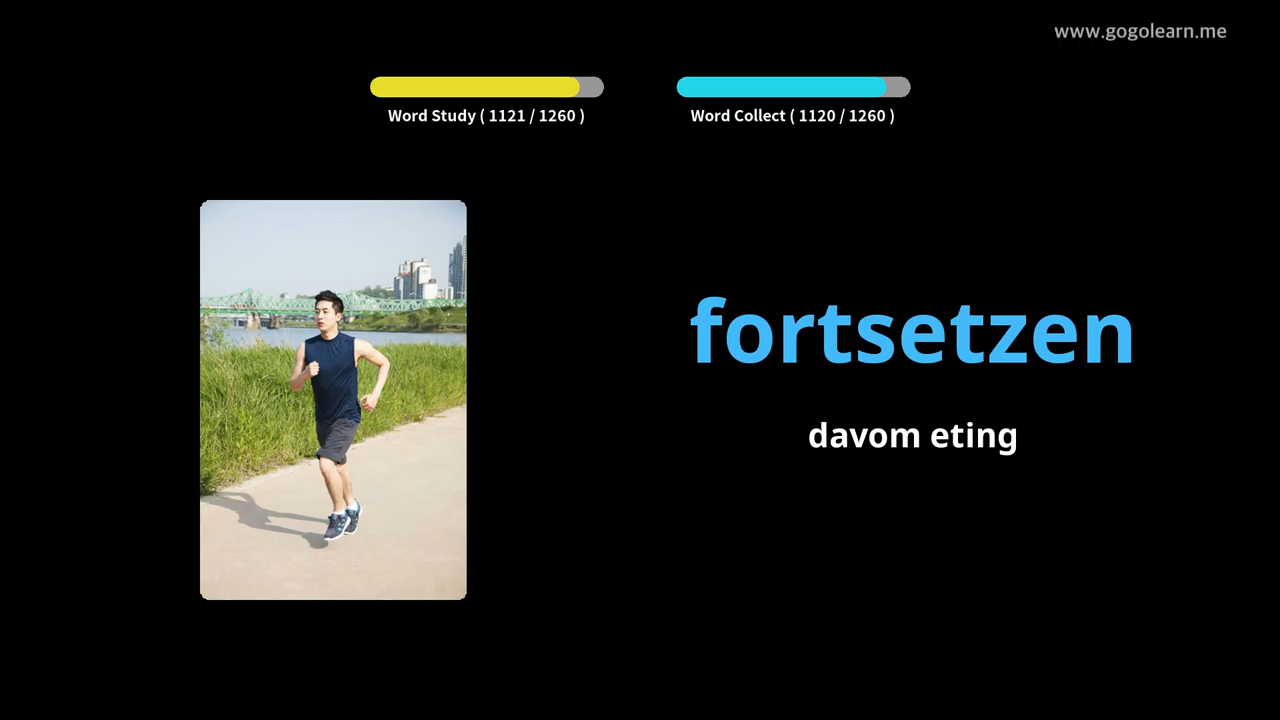 www.gogolearn.me
Word Study ( 1121 / 1260 )
Word Collect ( 1120 / 1260 )
fortsetzen
davom eting